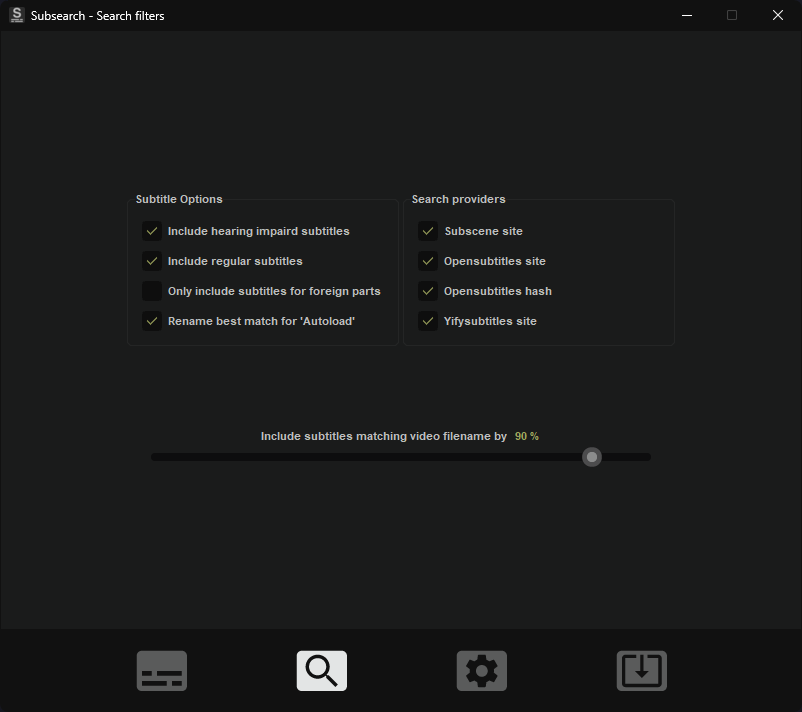 S
Subsearch - Search filters
Subtitle Options
Include hearing impaird subtitles
Include regular subtitles
Only include subtitles for foreign parts
Rename best match for 'Autoload'
Search providers
Subscene site
Opensubtitles site
Opensubtitles hash
Yifysubtitles site
Include subtitles matching video filename by 90 %